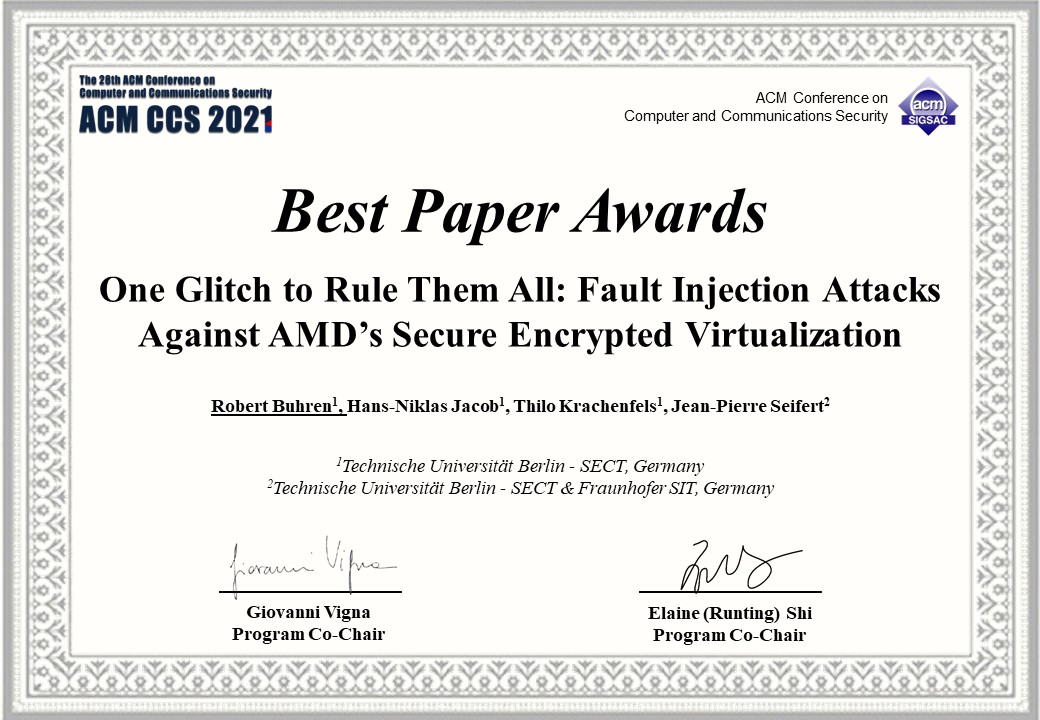 The 28th ACM Conference on
Computer and Communications Security
ACM CCS 2021
ACM Conference on
Computer and Communications Security
acm
SIGSAC
Best Paper Awards
One Glitch to Rule Them All: Fault Injection Attacks
Against AMD’s Secure Encrypted Virtualization
Robert Buhren¹, Hans-Niklas Jacob¹, Thilo Krachenfels¹, Jean-Pierre Seifert²
¹Technische Universität Berlin - SECT, Germany
²Technische Universität Berlin - SECT & Fraunhofer SIT, Germany
Giovanni Vigna
Giovanni Vigna
Program Co-Chair
Elaine (Runting) Shi
Program Co-Chair